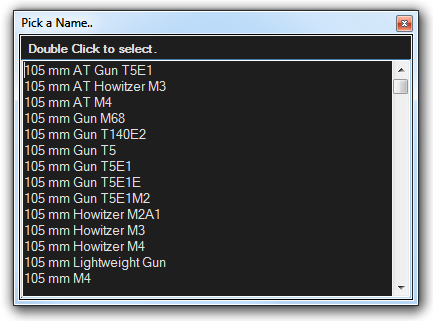 Pick a Name..
Double Click to select.
105 mm AT Gun T5E1
105 mm AT Howitzer M3
105 mm AT M4
105 mm Gun M68
105 mm Gun T140E2
105 mm Gun T5
105 mm Gun T5E1
105 mm Gun T5E1E
105 mm Gun T5E1M2
105 mm Howitzer M2A1
105 mm Howitzer M3
105 mm Howitzer M4
105 mm Lightweight Gun
105 mm M4